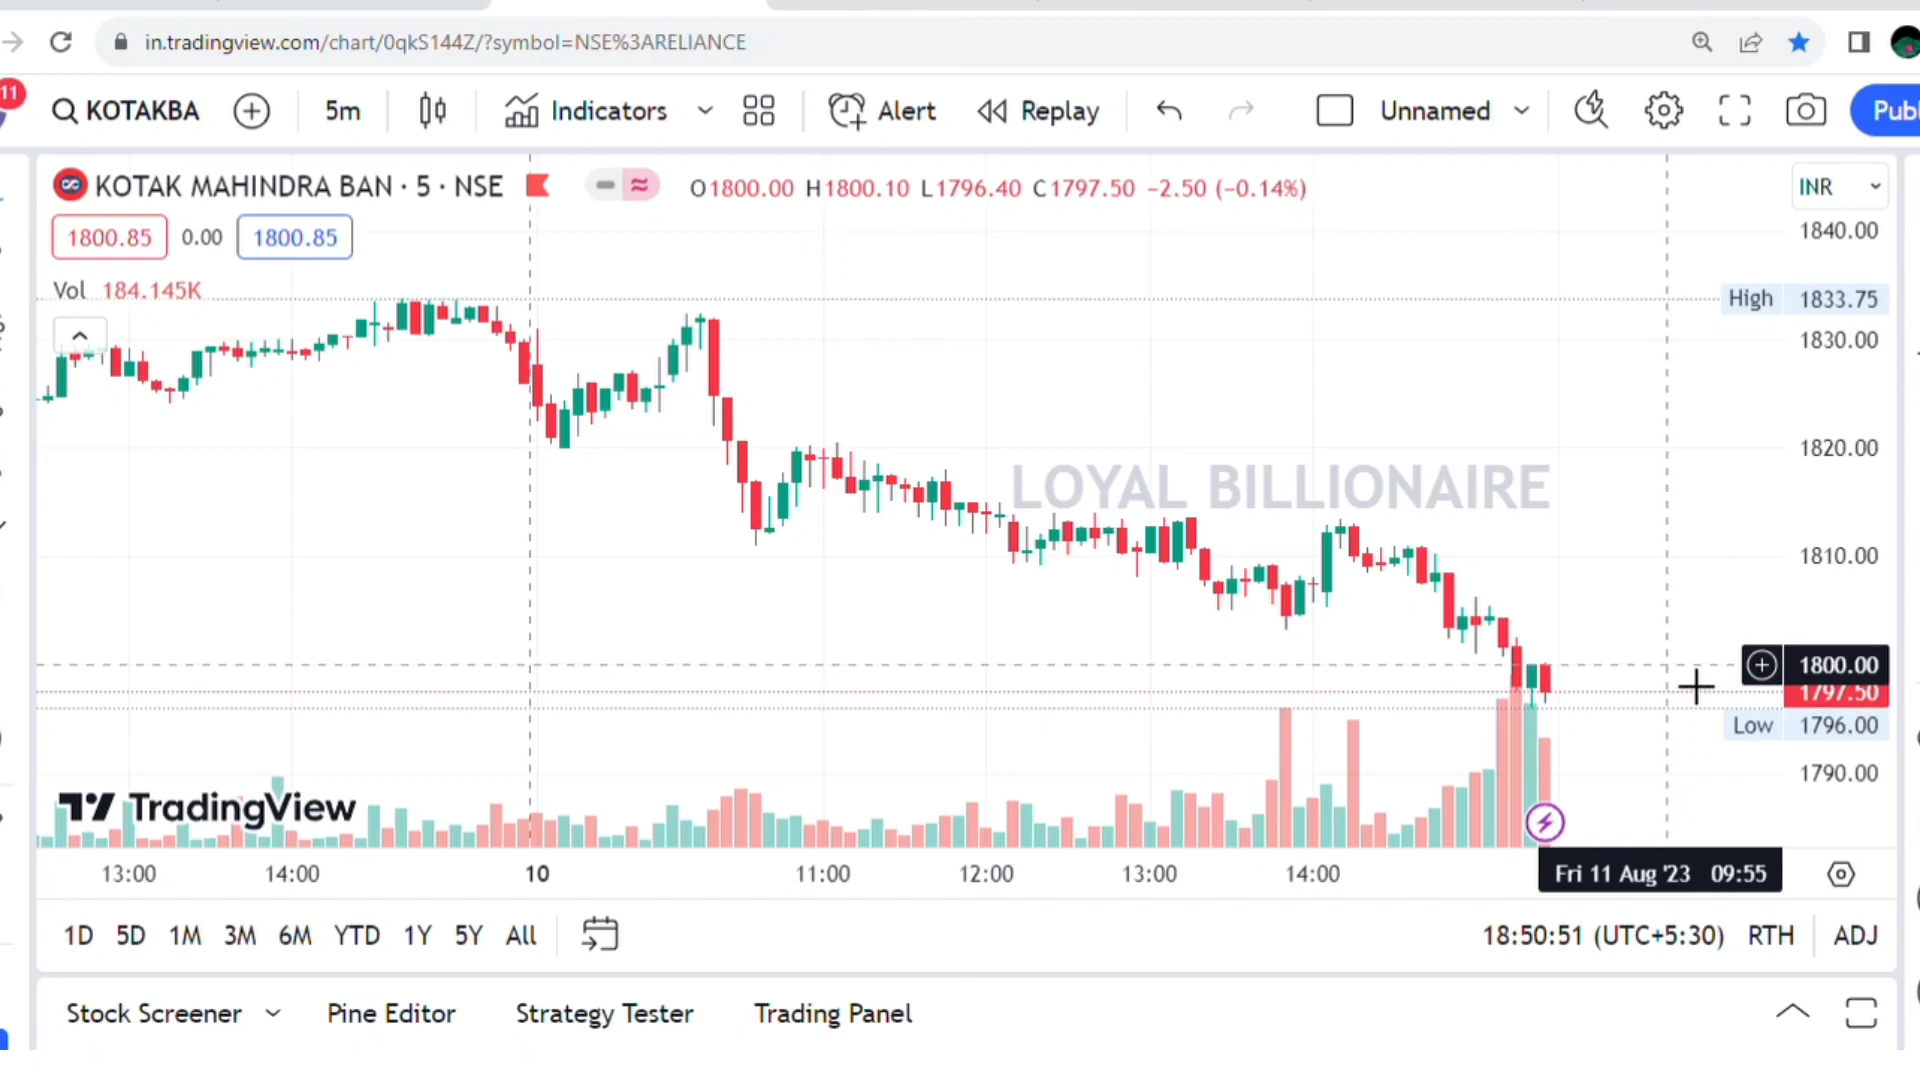 in.tradingview.com/chart/0qkS144Z/?symbol=NSE%3ARELIANCE
11
KOTAKBA
5m
Indicators
Alert
Replay
Unnamed
KOTAK MAHINDRA BAN · 5 · NSE
O1800.00 H1800.10 L1796.40 C1797.50 −2.50 (−0.14%)
INR
1800.85 0.00 1800.85
1840.00
Vol 184.145K
High 1833.75
1830.00
1820.00
LOYAL BILLIONAIRE
1810.00
1800.00
1797.50
Low 1796.00
1790.00
TradingView
13:00 14:00 10 11:00 12:00 13:00 14:00 Fri 11 Aug '23 09:55
1D 5D 1M 3M 6M YTD 1Y 5Y All
18:50:51 (UTC+5:30) RTH ADJ
Stock Screener Pine Editor Strategy Tester Trading Panel